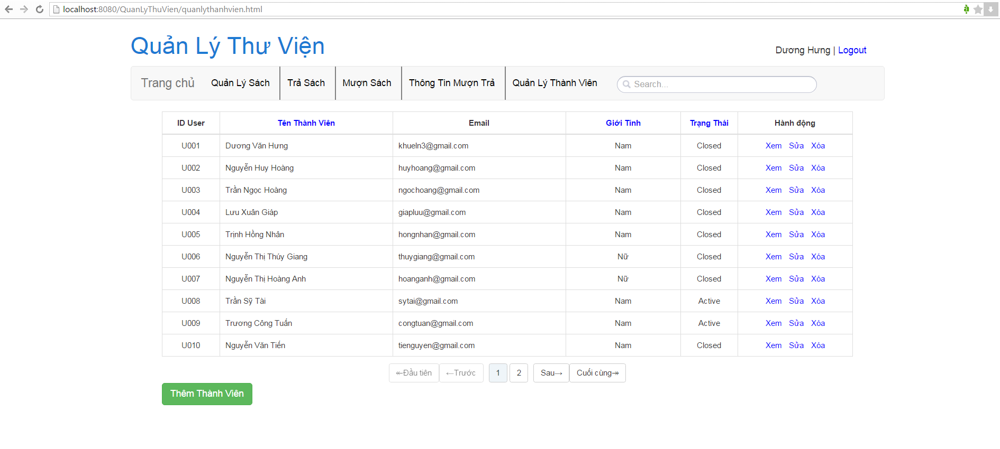 localhost:8080/QuanLyThuVien/quanlythanhvien.html
Quản Lý Thư Viện
Dương Hưng | Logout
Trang chủ Quản Lý Sách Trả Sách Mượn Sách Thông Tin Mượn Trả Quản Lý Thành Viên Search...
ID User Tên Thành Viên Email Giới Tính Trạng Thái Hành động
U001 Dương Văn Hưng khueln3@gmail.com Nam Closed Xem Sửa Xóa
U002 Nguyễn Huy Hoàng huyhoang@gmail.com Nam Closed Xem Sửa Xóa
U003 Trần Ngọc Hoàng ngochoang@gmail.com Nam Closed Xem Sửa Xóa
U004 Lưu Xuân Giáp giapluu@gmail.com Nam Closed Xem Sửa Xóa
U005 Trịnh Hồng Nhân hongnhan@gmail.com Nam Closed Xem Sửa Xóa
U006 Nguyễn Thị Thúy Giang thuygiang@gmail.com Nữ Closed Xem Sửa Xóa
U007 Nguyễn Thị Hoàng Anh hoanganh@gmail.com Nữ Closed Xem Sửa Xóa
U008 Trần Sỹ Tài sytai@gmail.com Nam Active Xem Sửa Xóa
U009 Trương Công Tuấn congtuan@gmail.com Nam Active Xem Sửa Xóa
U010 Nguyễn Văn Tiến tienguyen@gmail.com Nam Closed Xem Sửa Xóa
↞Đầu tiên ←Trước 1 2 Sau→ Cuối cùng↠
Thêm Thành Viên